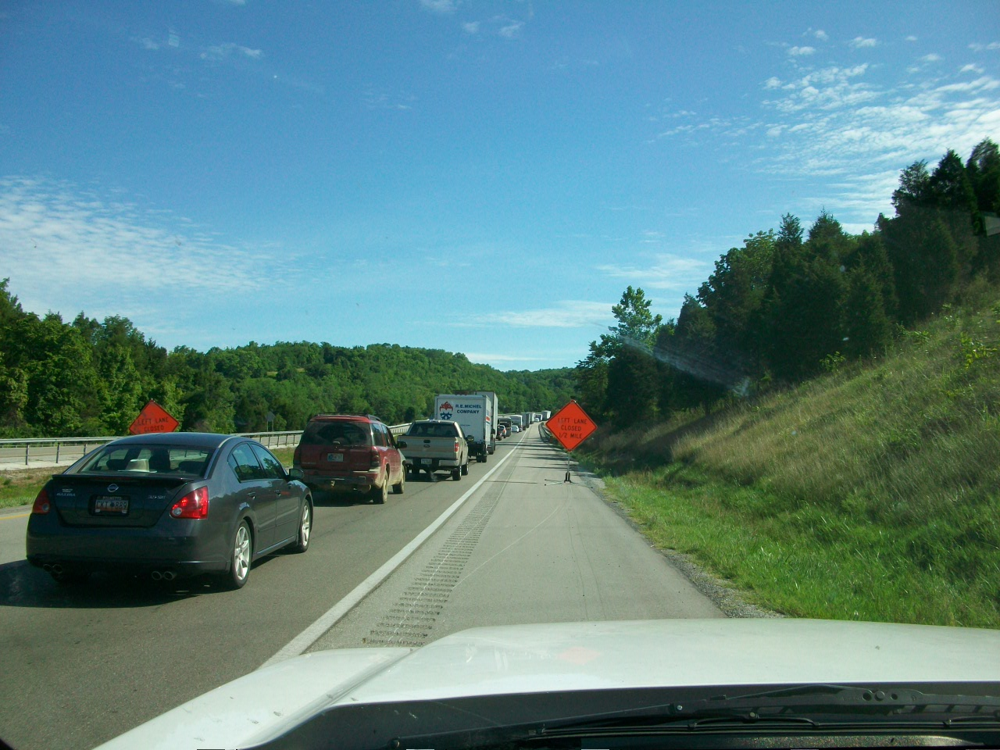 LEFT LANE
CLOSED
R.E. MICHEL
COMPANY
LEFT LANE
CLOSED
1/2 MILE